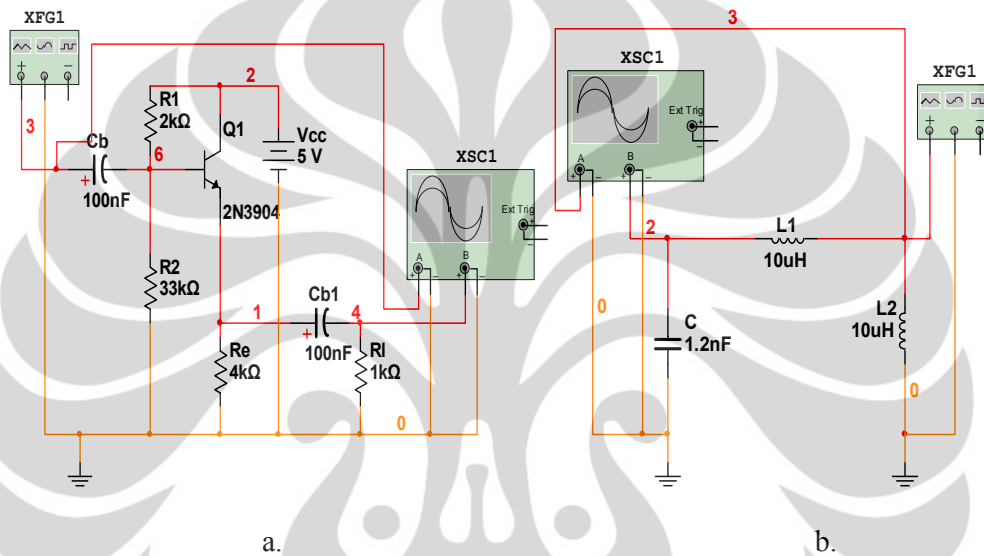 XFG1
3
Cb
100nF
R1
2kΩ
6
2
Q1
2N3904
Vcc
5 V
R2
33kΩ
1
Cb1
100nF
4
Re
4kΩ
Rl
1kΩ
0
XSC1
Ext Trig
A
B
a.
3
XSC1
Ext Trig
A
B
2
0
C
1.2nF
L1
10uH
L2
10uH
0
XFG1
b.